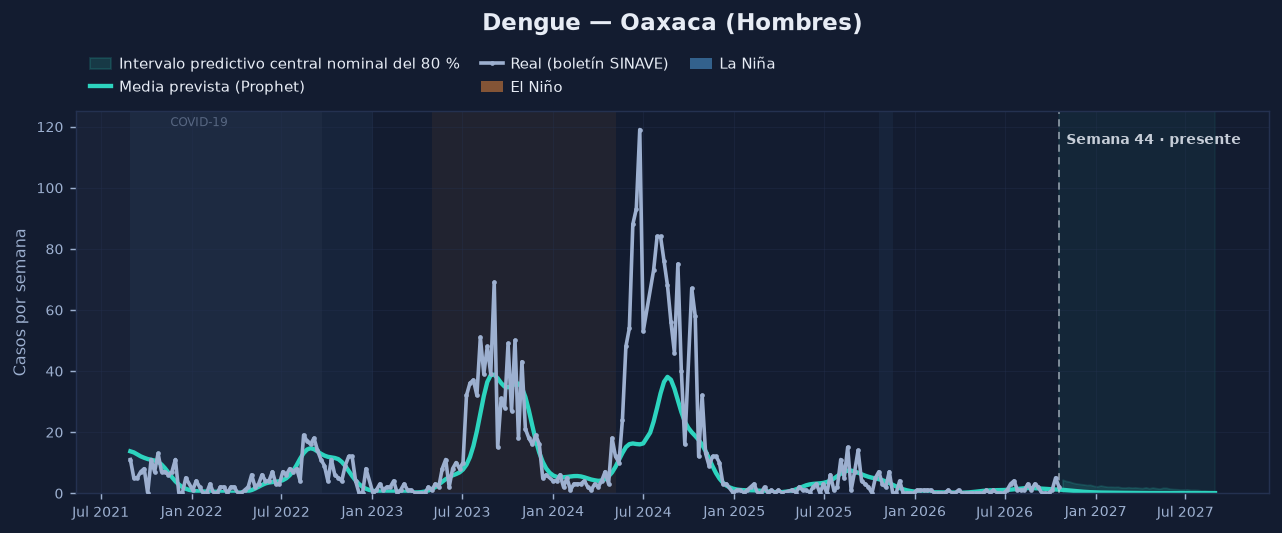 Dengue — Oaxaca (Hombres)
Intervalo predictivo central nominal del 80 %
Real (boletín SINAVE)
La Niña
Media prevista (Prophet)
El Niño
COVID-19
Semana 44 · presente
Casos por semana
120
100
80
60
40
20
0
Jul 2021
Jan 2022
Jul 2022
Jan 2023
Jul 2023
Jan 2024
Jul 2024
Jan 2025
Jul 2025
Jan 2026
Jul 2026
Jan 2027
Jul 2027